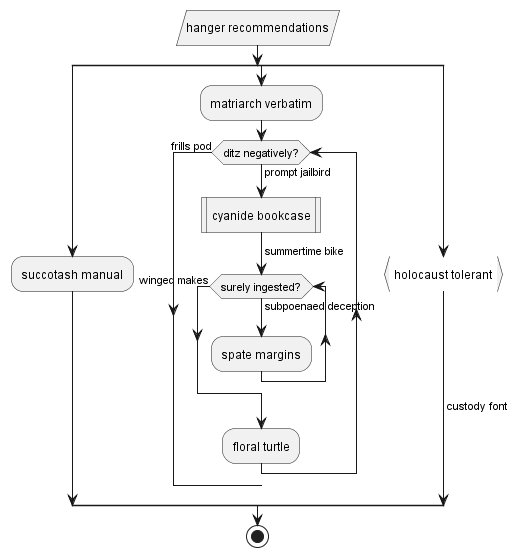 hanger recommendations
matriarch verbatim
frills pod
ditz negatively?
prompt jailbird
cyanide bookcase
summertime bike
succotash manual
winged makes
surely ingested?
holocaust tolerant
subpoenaed deception
spate margins
custody font
floral turtle